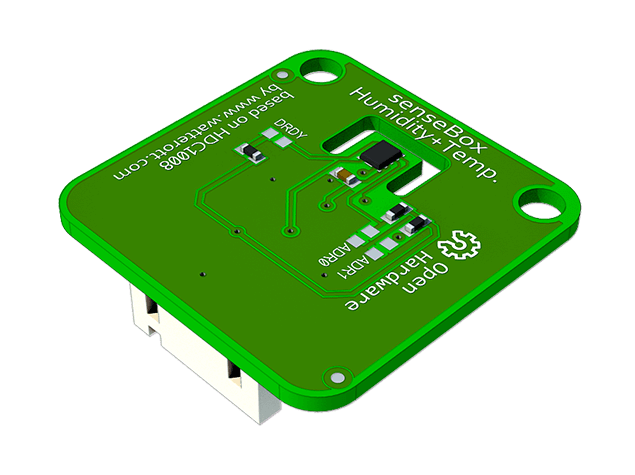 senseBox
Humidity+Temp.
based on HDC1008
by www.watterott.com
DRDY
ADR0
ADR1
Open
Hardware